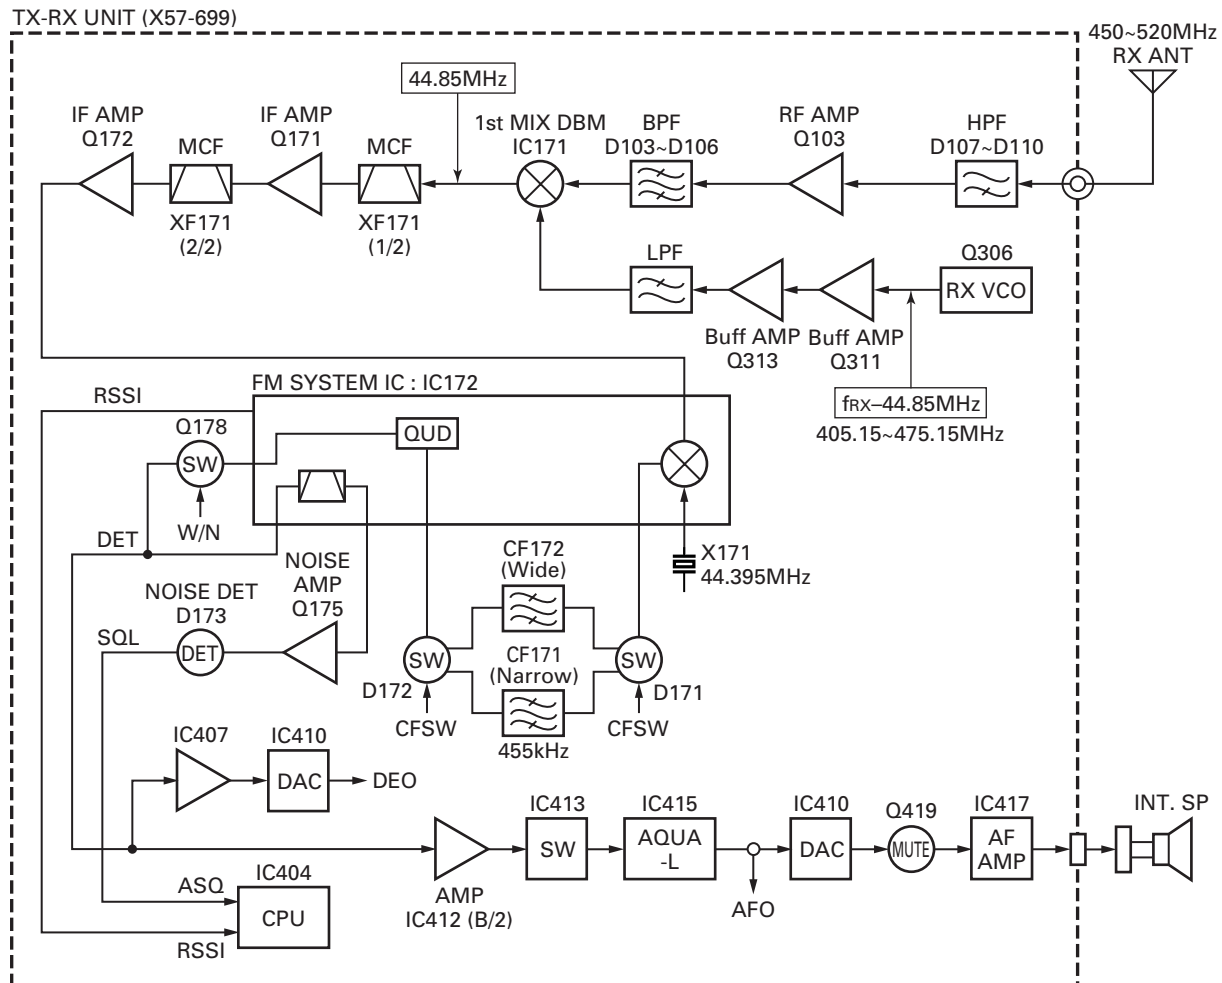 TX-RX UNIT (X57-699)
450~520MHz
RX ANT
44.85MHz
IF AMP
Q172
MCF
XF171
(2/2)
IF AMP
Q171
MCF
XF171
(1/2)
1st MIX DBM
IC171
BPF
D103~D106
RF AMP
Q103
HPF
D107~D110
LPF
Buff AMP
Q313
Buff AMP
Q311
Q306
RX VCO
fRX–44.85MHz
405.15~475.15MHz
FM SYSTEM IC : IC172
RSSI
Q178
SW
W/N
QUD
DET
X171
44.395MHz
NOISE
AMP
Q175
NOISE DET
D173
DET
SQL
CF172
(Wide)
CF171
(Narrow)
455kHz
SW
D172
CFSW
SW
D171
CFSW
IC407
IC410
DAC
DEO
AMP
IC412 (B/2)
IC413
SW
IC415
AQUA
-L
AFO
IC410
DAC
Q419
MUTE
IC417
AF
AMP
INT. SP
ASQ
IC404
CPU
RSSI